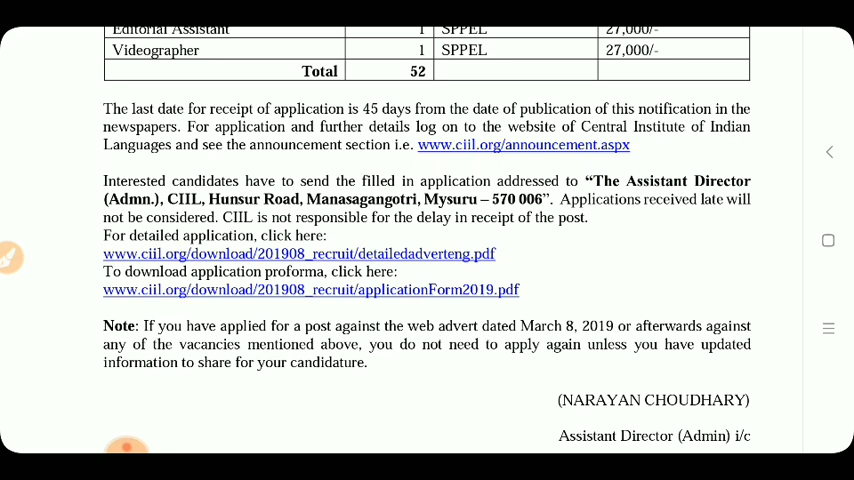 Editorial Assistant 1 SPPEL 27,000/-
Videographer 1 SPPEL 27,000/-
Total 52
The last date for receipt of application is 45 days from the date of publication of this notification in the
newspapers. For application and further details log on to the website of Central Institute of Indian
Languages and see the announcement section i.e. www.ciil.org/announcement.aspx
Interested candidates have to send the filled in application addressed to “The Assistant Director
(Admn.), CIIL, Hunsur Road, Manasagangotri, Mysuru – 570 006”. Applications received late will
not be considered. CIIL is not responsible for the delay in receipt of the post.
For detailed application, click here:
www.ciil.org/download/201908_recruit/detailedadverteng.pdf
To download application proforma, click here:
www.ciil.org/download/201908_recruit/applicationForm2019.pdf
Note: If you have applied for a post against the web advert dated March 8, 2019 or afterwards against
any of the vacancies mentioned above, you do not need to apply again unless you have updated
information to share for your candidature.
(NARAYAN CHOUDHARY)
Assistant Director (Admin) i/c